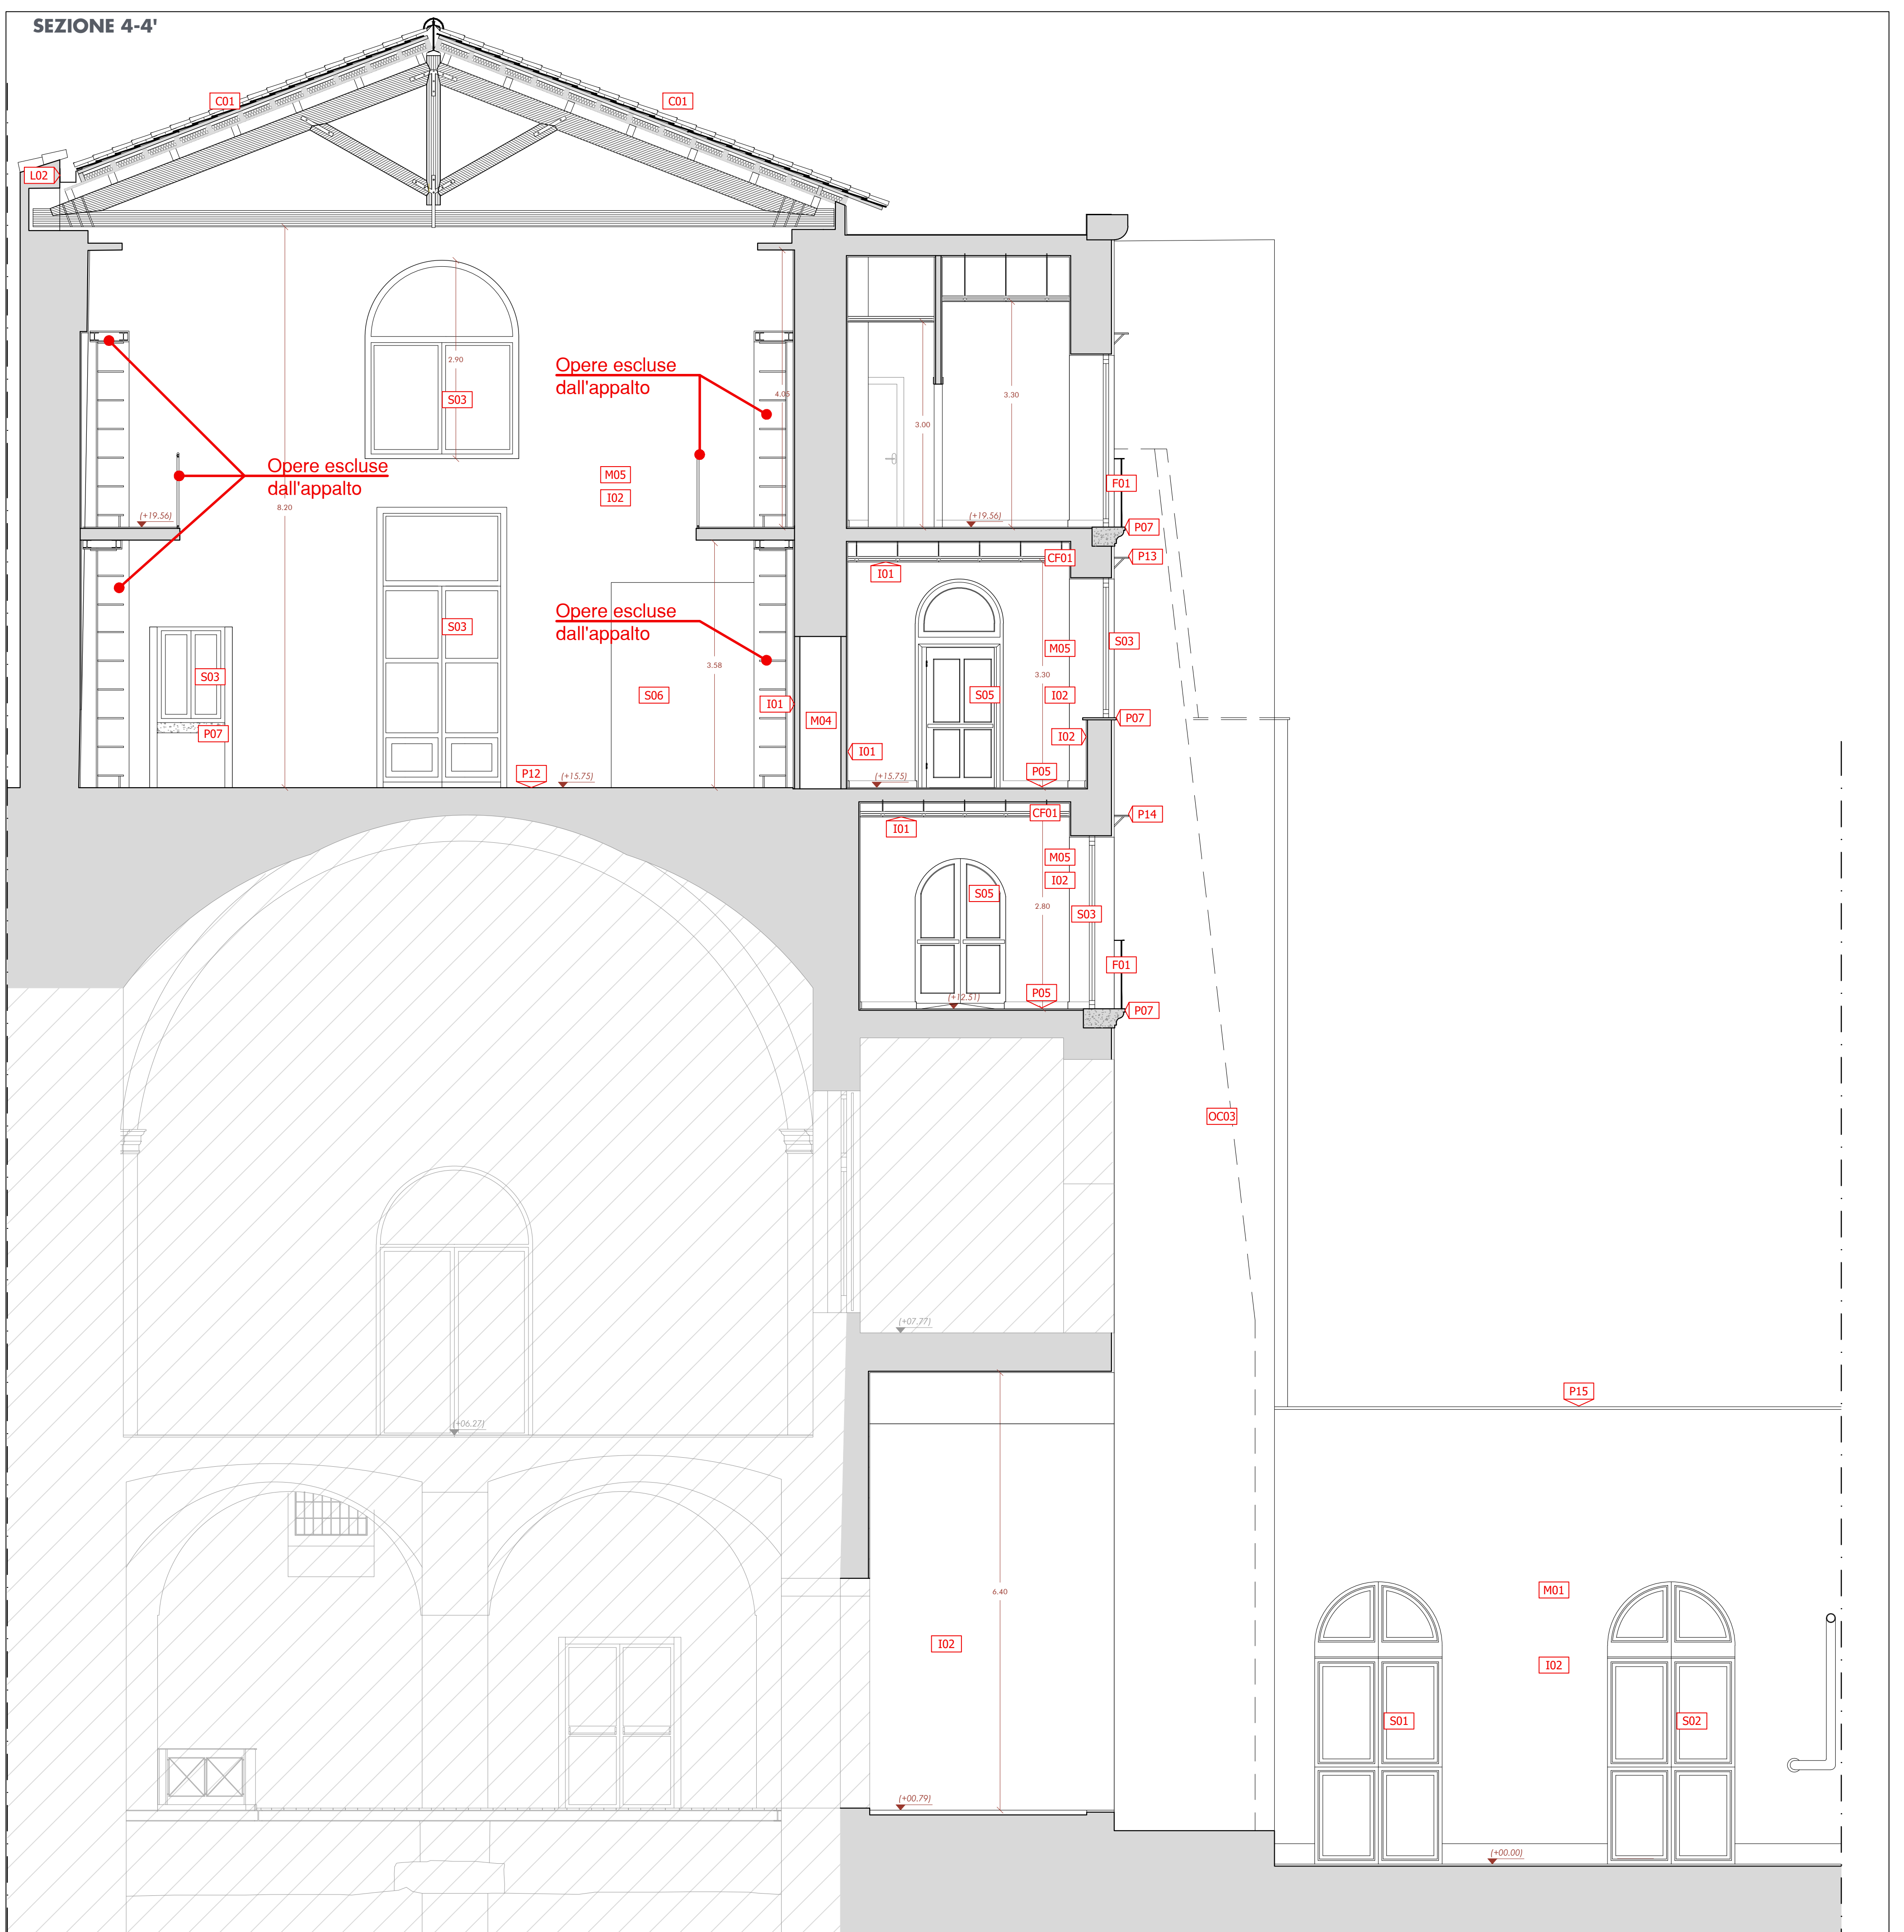 SEZIONE 4-4'
C01
C01
L02
2.90
S03
Opere escluse
dall'appalto
4.05
3.30
3.00
Opere escluse
dall'appalto
M05
I02
8.20
F01
(+19.56)
(+19.56)
P07
CF01
P13
I01
Opere escluse
dall'appalto
S03
S03
M05
3.58
3.30
S03
S06
S05
I02
I01
M04
P07
P07
I02
I01
P12
(+15.75)
(+15.75)
P05
CF01
P14
I01
M05
I02
S05
2.80
S03
F01
P05
(+12.51)
P07
OC03
(+07.77)
P15
(+06.27)
6.40
M01
I02
I02
S01
S02
(+00.79)
(+00.00)